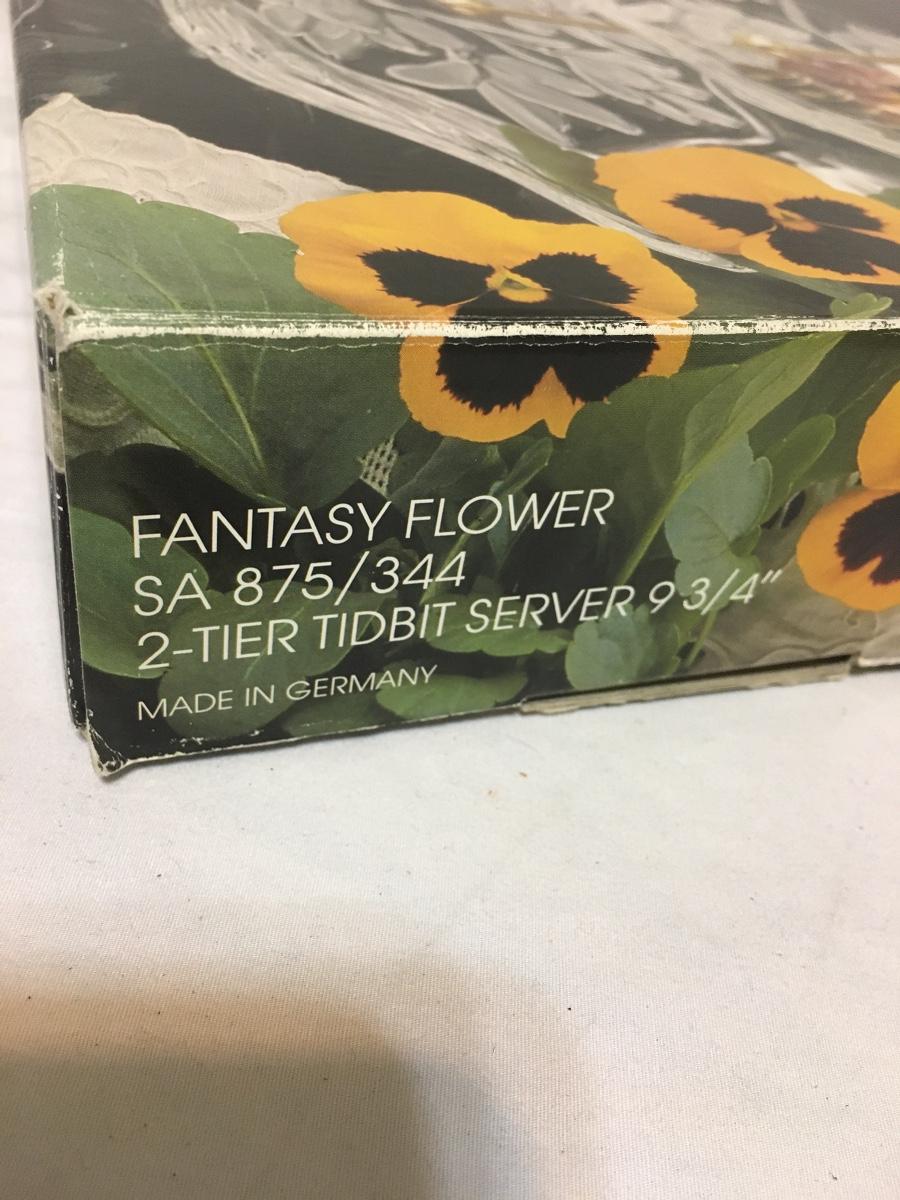 FANTASY FLOWER
SA 875/344
2-TIER TIDBIT SERVER 9 3/4"
MADE IN GERMANY